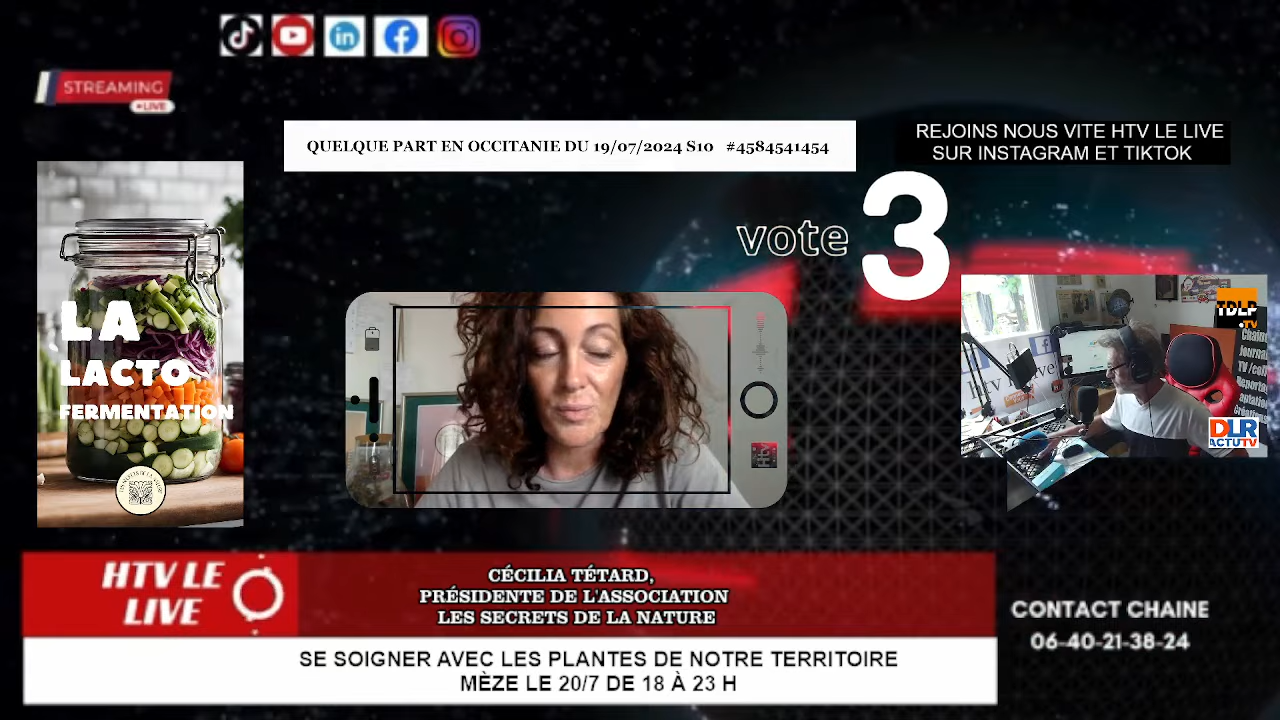 STREAMING
LIVE
QUELQUE PART EN OCCITANIE DU 19/07/2024 S10 #4584541454
REJOINS NOUS VITE HTV LE LIVE
SUR INSTAGRAM ET TIKTOK
vote 3
LA
LACTO
FERMENTATION
TDLP
.TV
DLR
ACTUTV
HTV LE
LIVE
CÉCILIA TÉTARD,
PRÉSIDENTE DE L'ASSOCIATION
LES SECRETS DE LA NATURE
SE SOIGNER AVEC LES PLANTES DE NOTRE TERRITOIRE
MÈZE LE 20/7 DE 18 À 23 H
CONTACT CHAINE
06-40-21-38-24